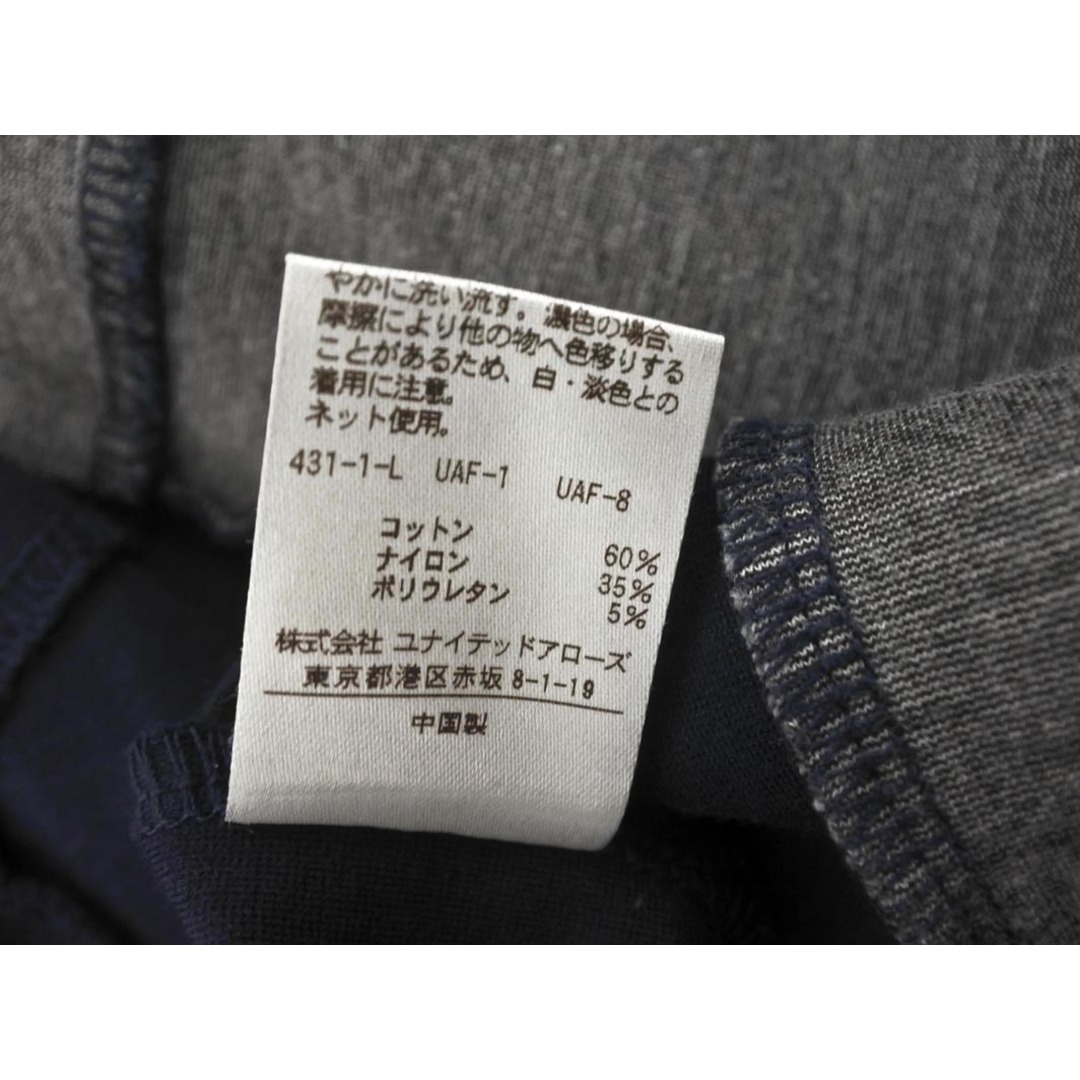 やかに洗い流す。濃色の場合、
摩擦により他の物へ色移りする
ことがあるため、白・淡色との
着用に注意。
ネット使用。
431-1-L UAF-1 UAF-8
コットン 60%
ナイロン 35%
ポリウレタン 5%
株式会社 ユナイテッドアローズ
東京都港区赤坂 8-1-19
中国製